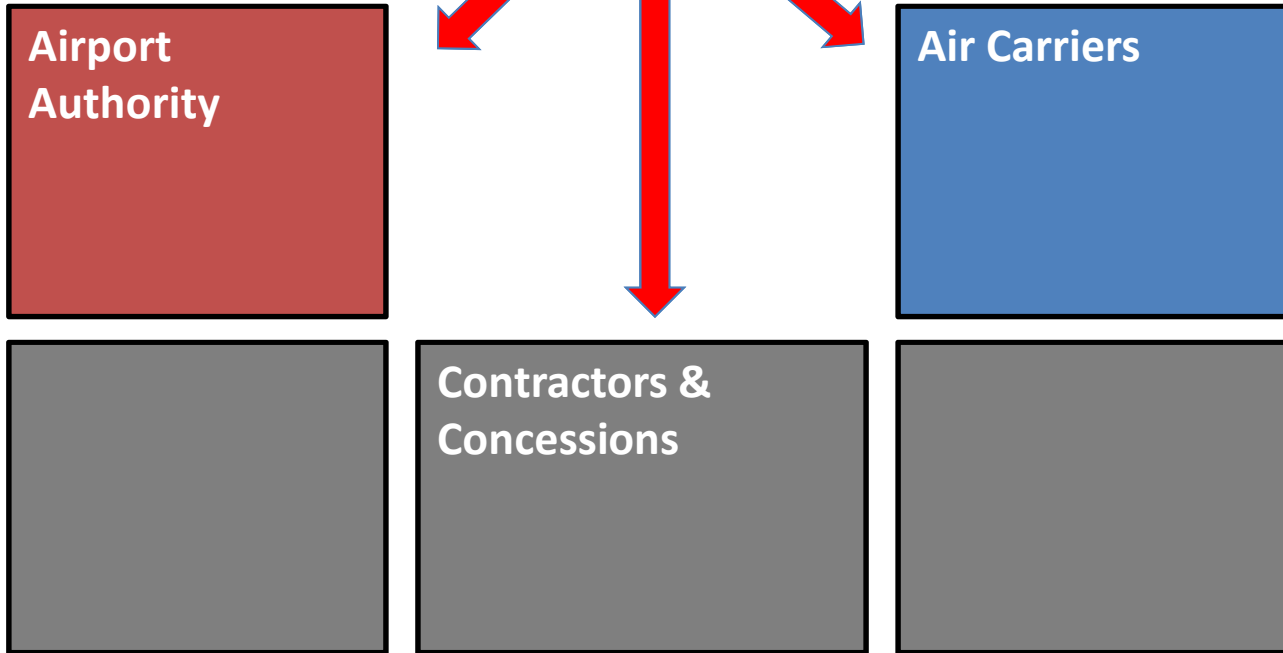 Airport
Authority
Air Carriers
Contractors &
Concessions